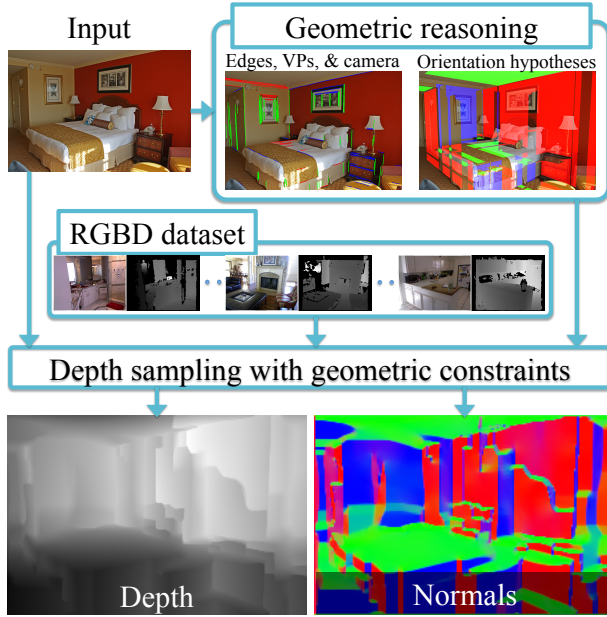 Input
Geometric reasoning
Edges, VPs, & camera
Orientation hypotheses
RGBD dataset
Depth sampling with geometric constraints
Depth
Normals